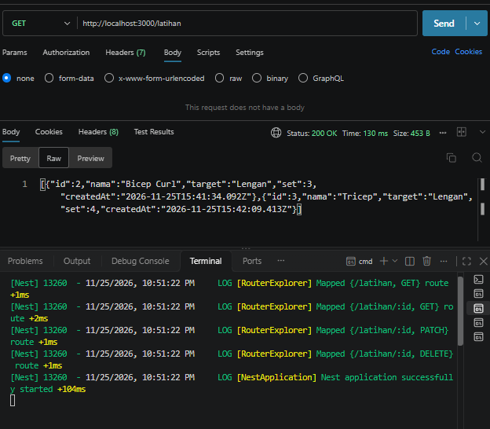 GET http://localhost:3000/latihan Send
Params Authorization Headers (7) Body Scripts Settings Code Cookies
none form-data x-www-form-urlencoded raw binary GraphQL
This request does not have a body
Body Cookies Headers (8) Test Results Status: 200 OK Time: 130 ms Size: 453 B
Pretty Raw Preview
1 [{"id":2,"nama":"Bicep Curl","target":"Lengan","set":3,
"createdAt":"2026-11-25T15:41:34.092Z"},{"id":3,"nama":"Tricep","target":"Lengan",
"set":4,"createdAt":"2026-11-25T15:42:09.413Z"}]
Problems Output Debug Console Terminal Ports cmd
[Nest] 13260 - 11/25/2026, 10:51:22 PM LOG [RouterExplorer] Mapped {/latihan, GET} route
+1ms
[Nest] 13260 - 11/25/2026, 10:51:22 PM LOG [RouterExplorer] Mapped {/latihan/:id, GET} ro
ute +2ms
[Nest] 13260 - 11/25/2026, 10:51:22 PM LOG [RouterExplorer] Mapped {/latihan/:id, PATCH}
route +1ms
[Nest] 13260 - 11/25/2026, 10:51:22 PM LOG [RouterExplorer] Mapped {/latihan/:id, DELETE}
route +1ms
[Nest] 13260 - 11/25/2026, 10:51:22 PM LOG [NestApplication] Nest application successfull
y started +104ms